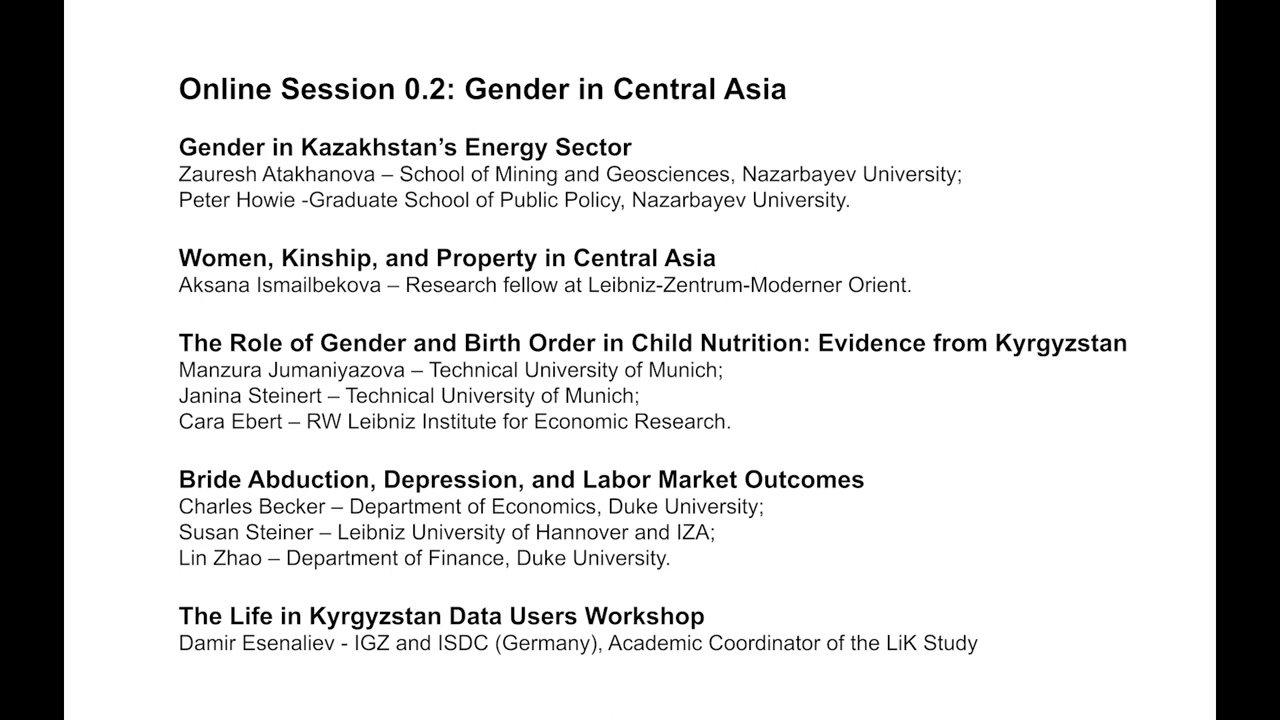 Online Session 0.2: Gender in Central Asia
Gender in Kazakhstan’s Energy Sector
Zauresh Atakhanova – School of Mining and Geosciences, Nazarbayev University;
Peter Howie -Graduate School of Public Policy, Nazarbayev University.
Women, Kinship, and Property in Central Asia
Aksana Ismailbekova – Research fellow at Leibniz-Zentrum-Moderner Orient.
The Role of Gender and Birth Order in Child Nutrition: Evidence from Kyrgyzstan
Manzura Jumaniyazova – Technical University of Munich;
Janina Steinert – Technical University of Munich;
Cara Ebert – RW Leibniz Institute for Economic Research.
Bride Abduction, Depression, and Labor Market Outcomes
Charles Becker – Department of Economics, Duke University;
Susan Steiner – Leibniz University of Hannover and IZA;
Lin Zhao – Department of Finance, Duke University.
The Life in Kyrgyzstan Data Users Workshop
Damir Esenaliev - IGZ and ISDC (Germany), Academic Coordinator of the LiK Study